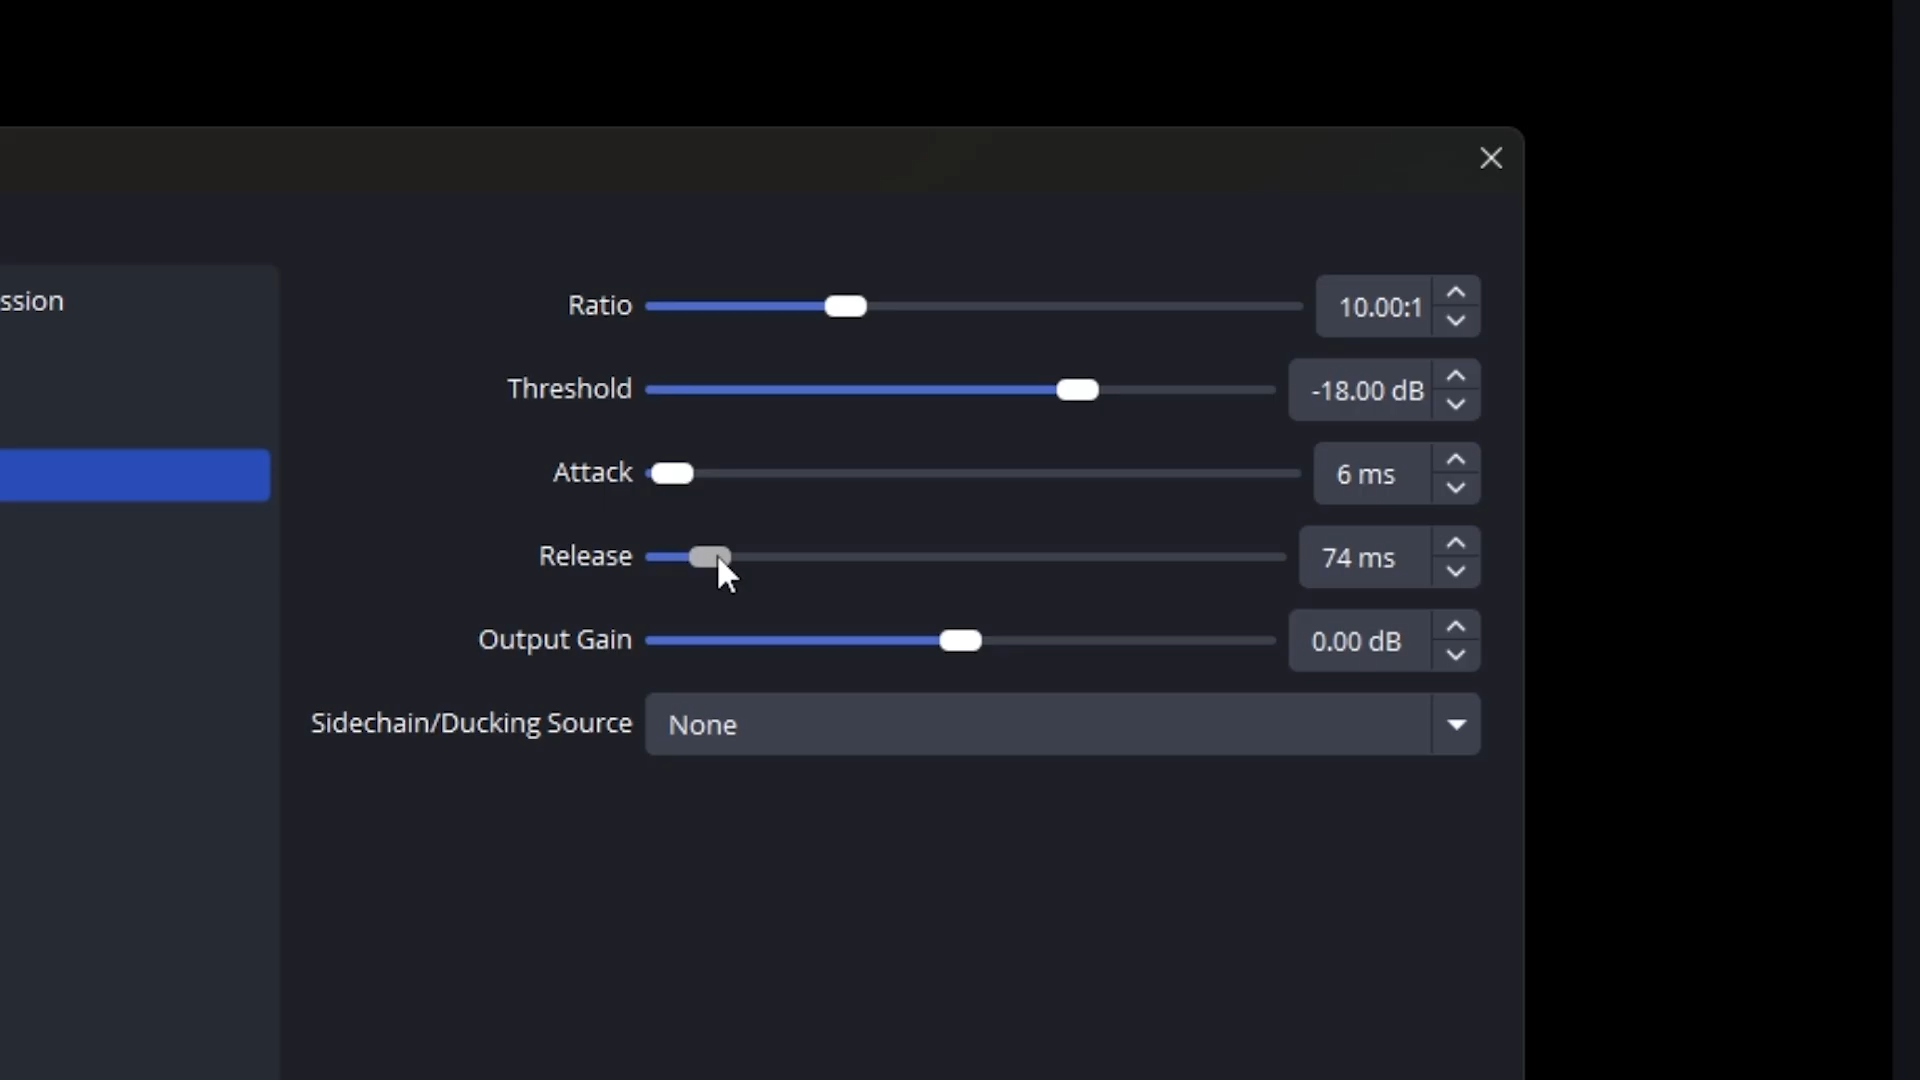 ssion
Ratio 10.00:1
Threshold -18.00 dB
Attack 6 ms
Release 74 ms
Output Gain 0.00 dB
Sidechain/Ducking Source None